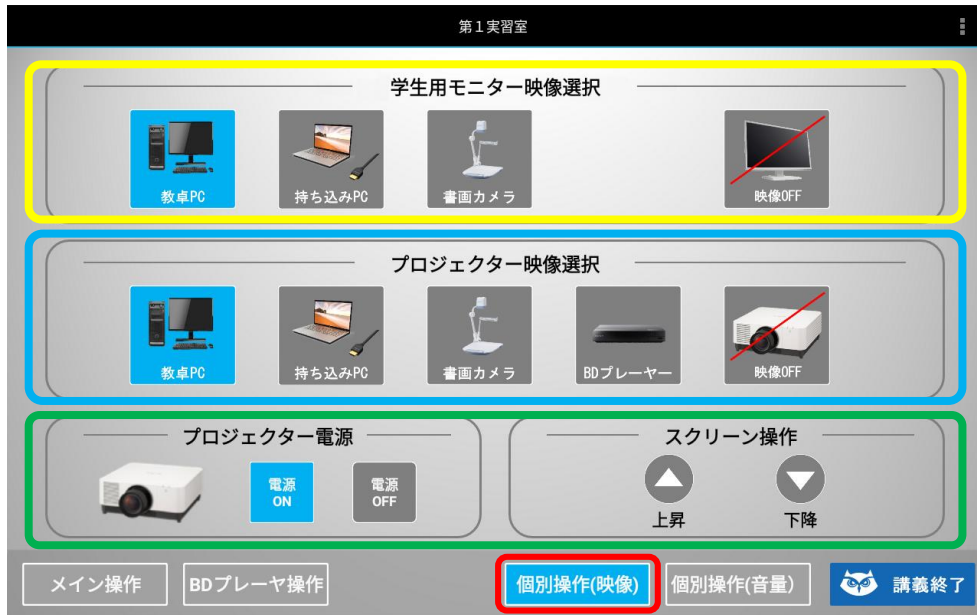 第１実習室
学生用モニター映像選択
教卓PC 持ち込みPC 書画カメラ 映像OFF
プロジェクター映像選択
教卓PC 持ち込みPC 書画カメラ BDプレーヤー 映像OFF
プロジェクター電源 スクリーン操作
電源 電源
ON OFF
上昇 下降
メイン操作 BDプレーヤ操作 個別操作(映像) 個別操作(音量) 講義終了